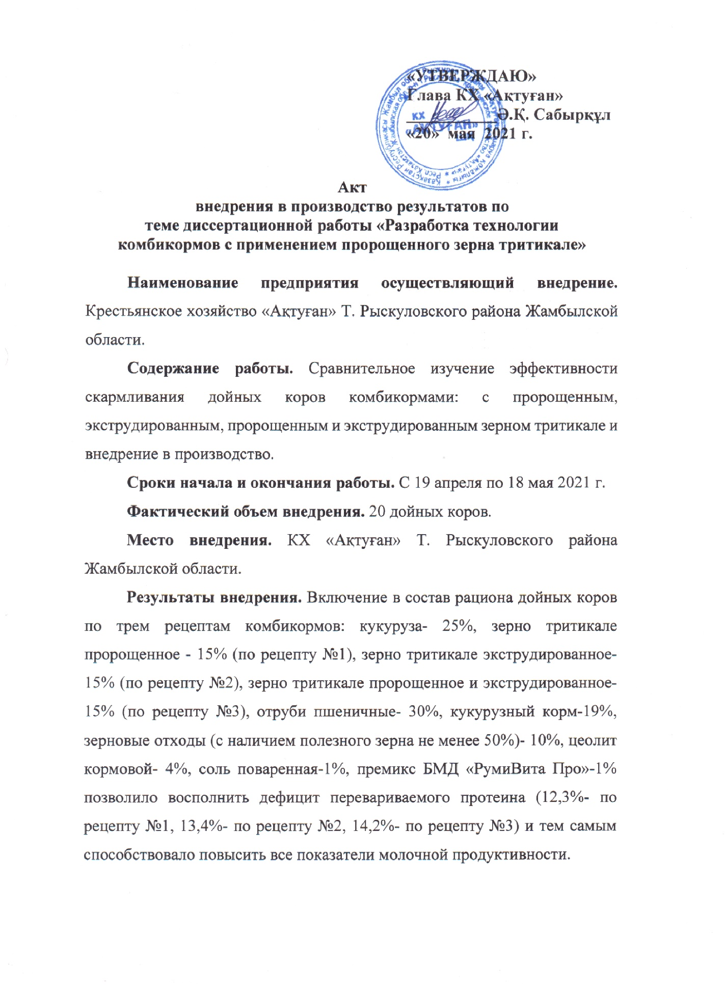 «УТВЕРЖДАЮ»
Глава КХ «Ақтуған»
Ә.Қ. Сабырқұл
«20» мая 2021 г.
КХ
«АҚТУҒАН»
ШҚ
Акт
внедрения в производство результатов по
теме диссертационной работы «Разработка технологии
комбикормов с применением пророщенного зерна тритикале»
Наименование предприятия осуществляющий внедрение.
Крестьянское хозяйство «Ақтуған» Т. Рыскуловского района Жамбылской
области.
Содержание работы. Сравнительное изучение эффективности
скармливания дойных коров комбикормами: с пророщенным,
экструдированным, пророщенным и экструдированным зерном тритикале и
внедрение в производство.
Сроки начала и окончания работы. С 19 апреля по 18 мая 2021 г.
Фактический объем внедрения. 20 дойных коров.
Место внедрения. КХ «Ақтуған» Т. Рыскуловского района
Жамбылской области.
Результаты внедрения. Включение в состав рациона дойных коров
по трем рецептам комбикормов: кукуруза- 25%, зерно тритикале
пророщенное - 15% (по рецепту №1), зерно тритикале экструдированное-
15% (по рецепту №2), зерно тритикале пророщенное и экструдированное-
15% (по рецепту №3), отруби пшеничные- 30%, кукурузный корм-19%,
зерновые отходы (с наличием полезного зерна не менее 50%)- 10%, цеолит
кормовой- 4%, соль поваренная-1%, премикс БМД «РумиВита Про»-1%
позволило восполнить дефицит перевариваемого протеина (12,3%- по
рецепту №1, 13,4%- по рецепту №2, 14,2%- по рецепту №3) и тем самым
способствовало повысить все показатели молочной продуктивности.